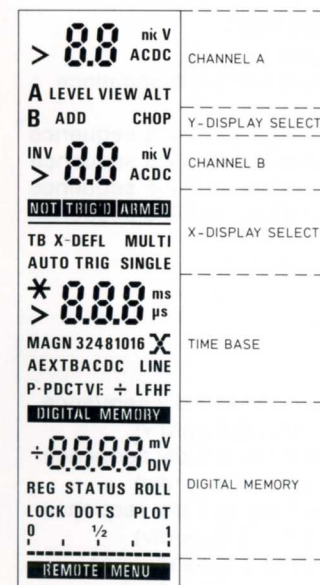 8.8 mk V
> ACDC
CHANNEL A
A LEVEL VIEW ALT
B ADD CHOP
Y-DISPLAY SELECT
INV 8.8 mk V
> ACDC
CHANNEL B
NOT TRIG'D ARMED
TB X-DEFL MULTI
X-DISPLAY SELECT
AUTO TRIG SINGLE
* 8.8.8 ms
> µs
MAGN 32481016 X
TIME BASE
AEXTBACDC LINE
P-PDCTVE ÷ LFHF
DIGITAL MEMORY
÷8.8.8.8 mV
DIV
REG STATUS ROLL
DIGITAL MEMORY
LOCK DOTS PLOT
0 ½ 1
REMOTE MENU